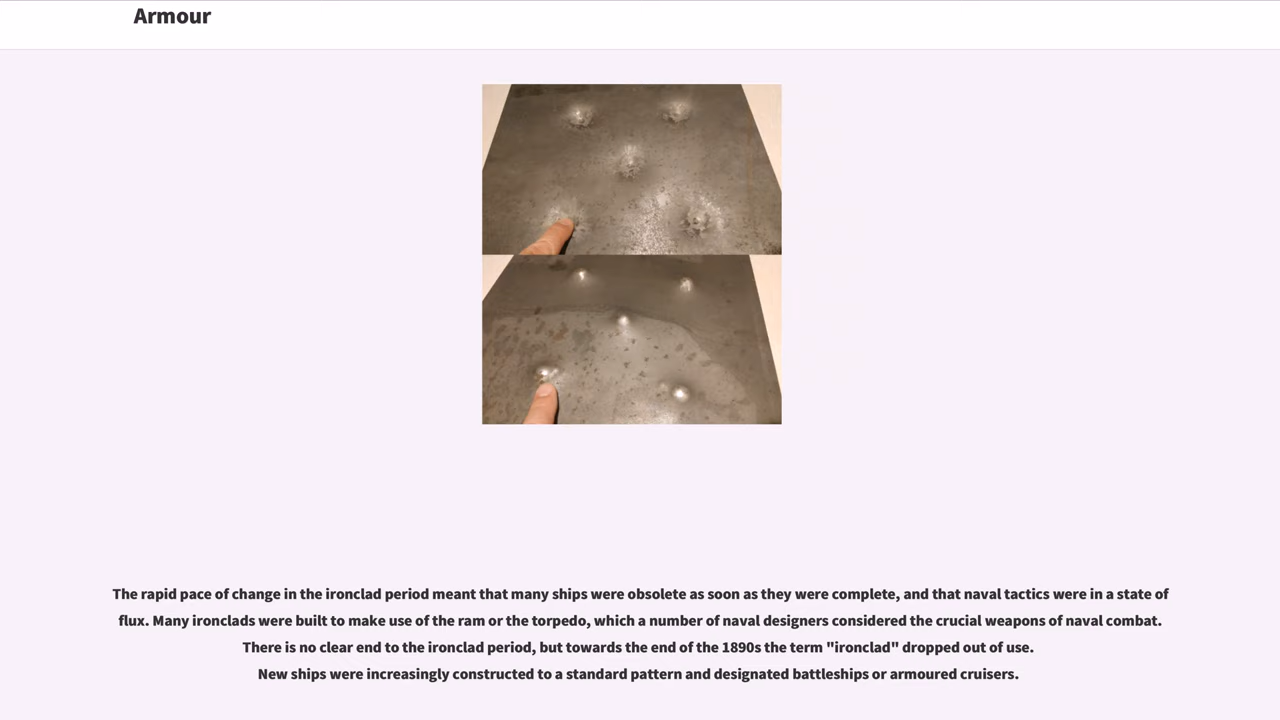 Armour
The rapid pace of change in the ironclad period meant that many ships were obsolete as soon as they were complete, and that naval tactics were in a state of
flux. Many ironclads were built to make use of the ram or the torpedo, which a number of naval designers considered the crucial weapons of naval combat.
There is no clear end to the ironclad period, but towards the end of the 1890s the term "ironclad" dropped out of use.
New ships were increasingly constructed to a standard pattern and designated battleships or armoured cruisers.